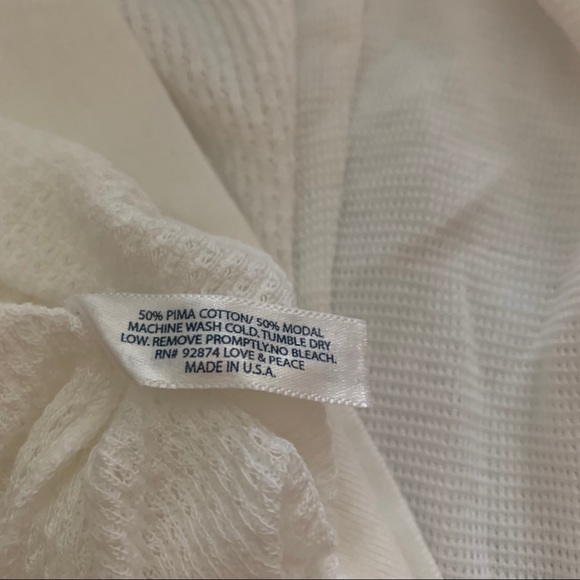 50% PIMA COTTON/ 50% MODAL
MACHINE WASH COLD. TUMBLE DRY
LOW. REMOVE PROMPTLY.NO BLEACH.
RN# 92874 LOVE & PEACE
MADE IN U.S.A.